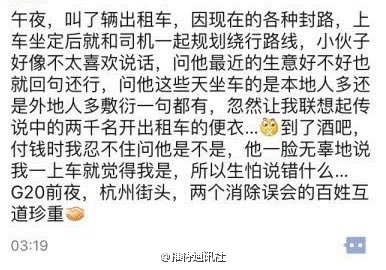 午夜，叫了辆出租车，因现在的各种封路，上
车坐定后就和司机一起规划绕行路线，小伙子
好像不太喜欢说话，问他最近的生意好不好也
就回句还行，问他这些天坐车的是本地人多还
是外地人多敷衍一句都有，忽然让我联想起传
说中的两千名开出租车的便衣…🤭到了酒吧，
付钱时我忍不住问他是不是，他一脸无辜地说
我一上车就觉得我是，所以生怕说错什么…
G20前夜，杭州街头，两个消除误会的百姓互
道珍重🤝
03:19